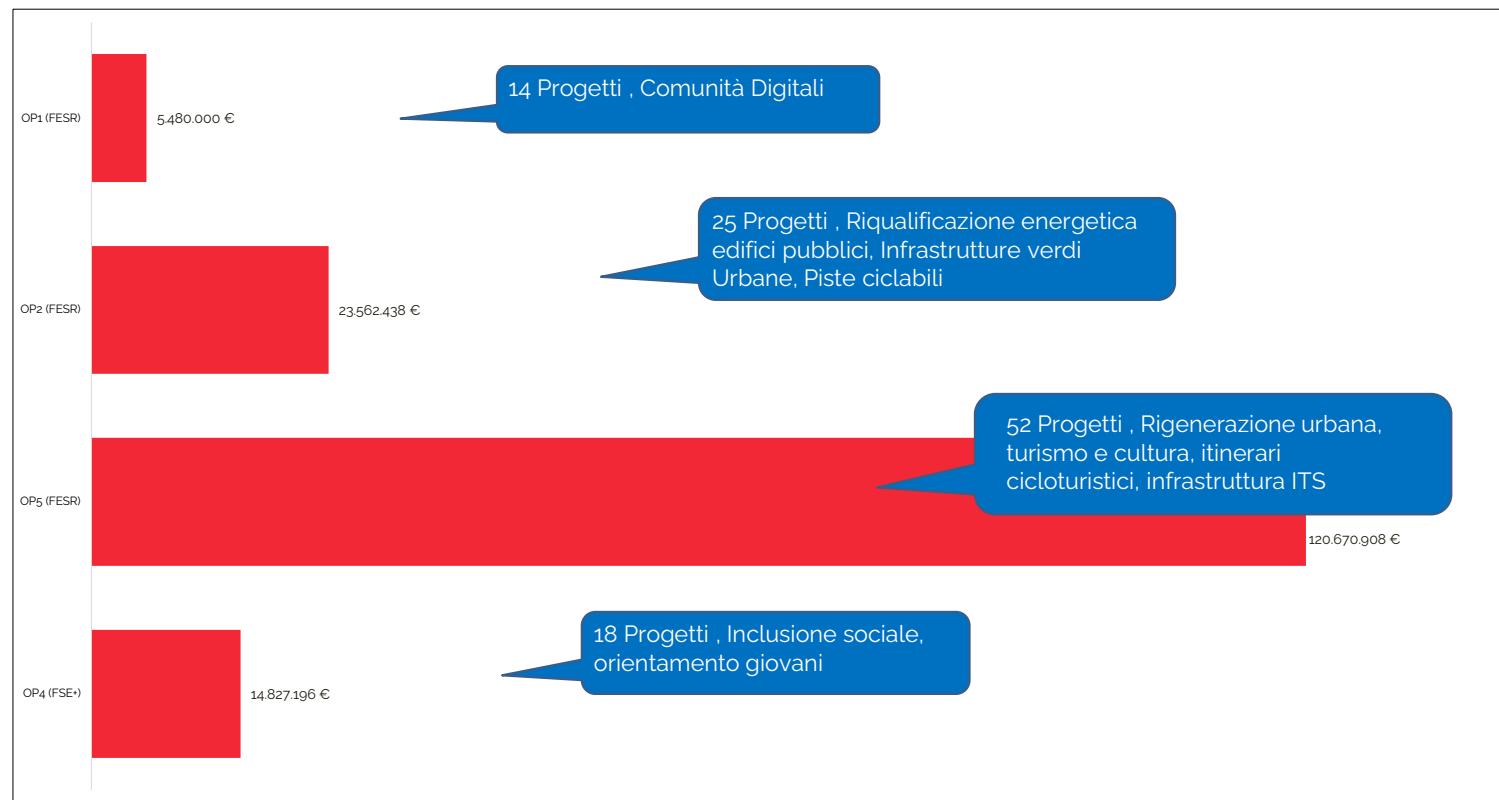 14 Progetti , Comunità Digitali
OP1 (FESR)
5.480.000 €
25 Progetti , Riqualificazione energetica
edifici pubblici, Infrastrutture verdi
Urbane, Piste ciclabili
OP2 (FESR)
23.562.438 €
52 Progetti , Rigenerazione urbana,
turismo e cultura, itinerari
cicloturistici, infrastruttura ITS
OP5 (FESR)
120.670.908 €
18 Progetti , Inclusione sociale,
orientamento giovani
OP4 (FSE+)
14.827.196 €